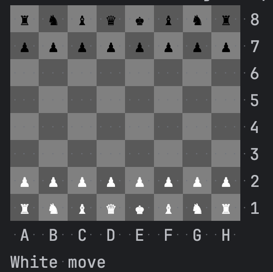 ♜ ♞ ♝ ♛ ♚ ♝ ♞ ♜ 8
♟ ♟ ♟ ♟ ♟ ♟ ♟ ♟ 7
6
5
4
3
♟ ♟ ♟ ♟ ♟ ♟ ♟ ♟ 2
♜ ♞ ♝ ♛ ♚ ♝ ♞ ♜ 1
A B C D E F G H
White move